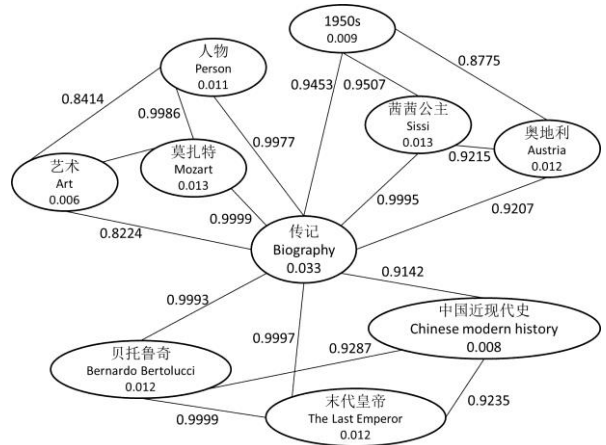 1950s
0.009
人物
Person
0.011
0.8775
0.9453
0.9507
0.8414
0.9986
茜茜公主
Sissi
0.013
奥地利
Austria
0.012
0.9977
莫扎特
Mozart
0.013
0.9215
艺术
Art
0.006
0.9999
0.9995
0.9207
0.8224
传记
Biography
0.033
0.9142
0.9993
中国近现代史
Chinese modern history
0.008
0.9997
0.9287
贝托鲁奇
Bernardo Bertolucci
0.012
0.9235
末代皇帝
The Last Emperor
0.012
0.9999